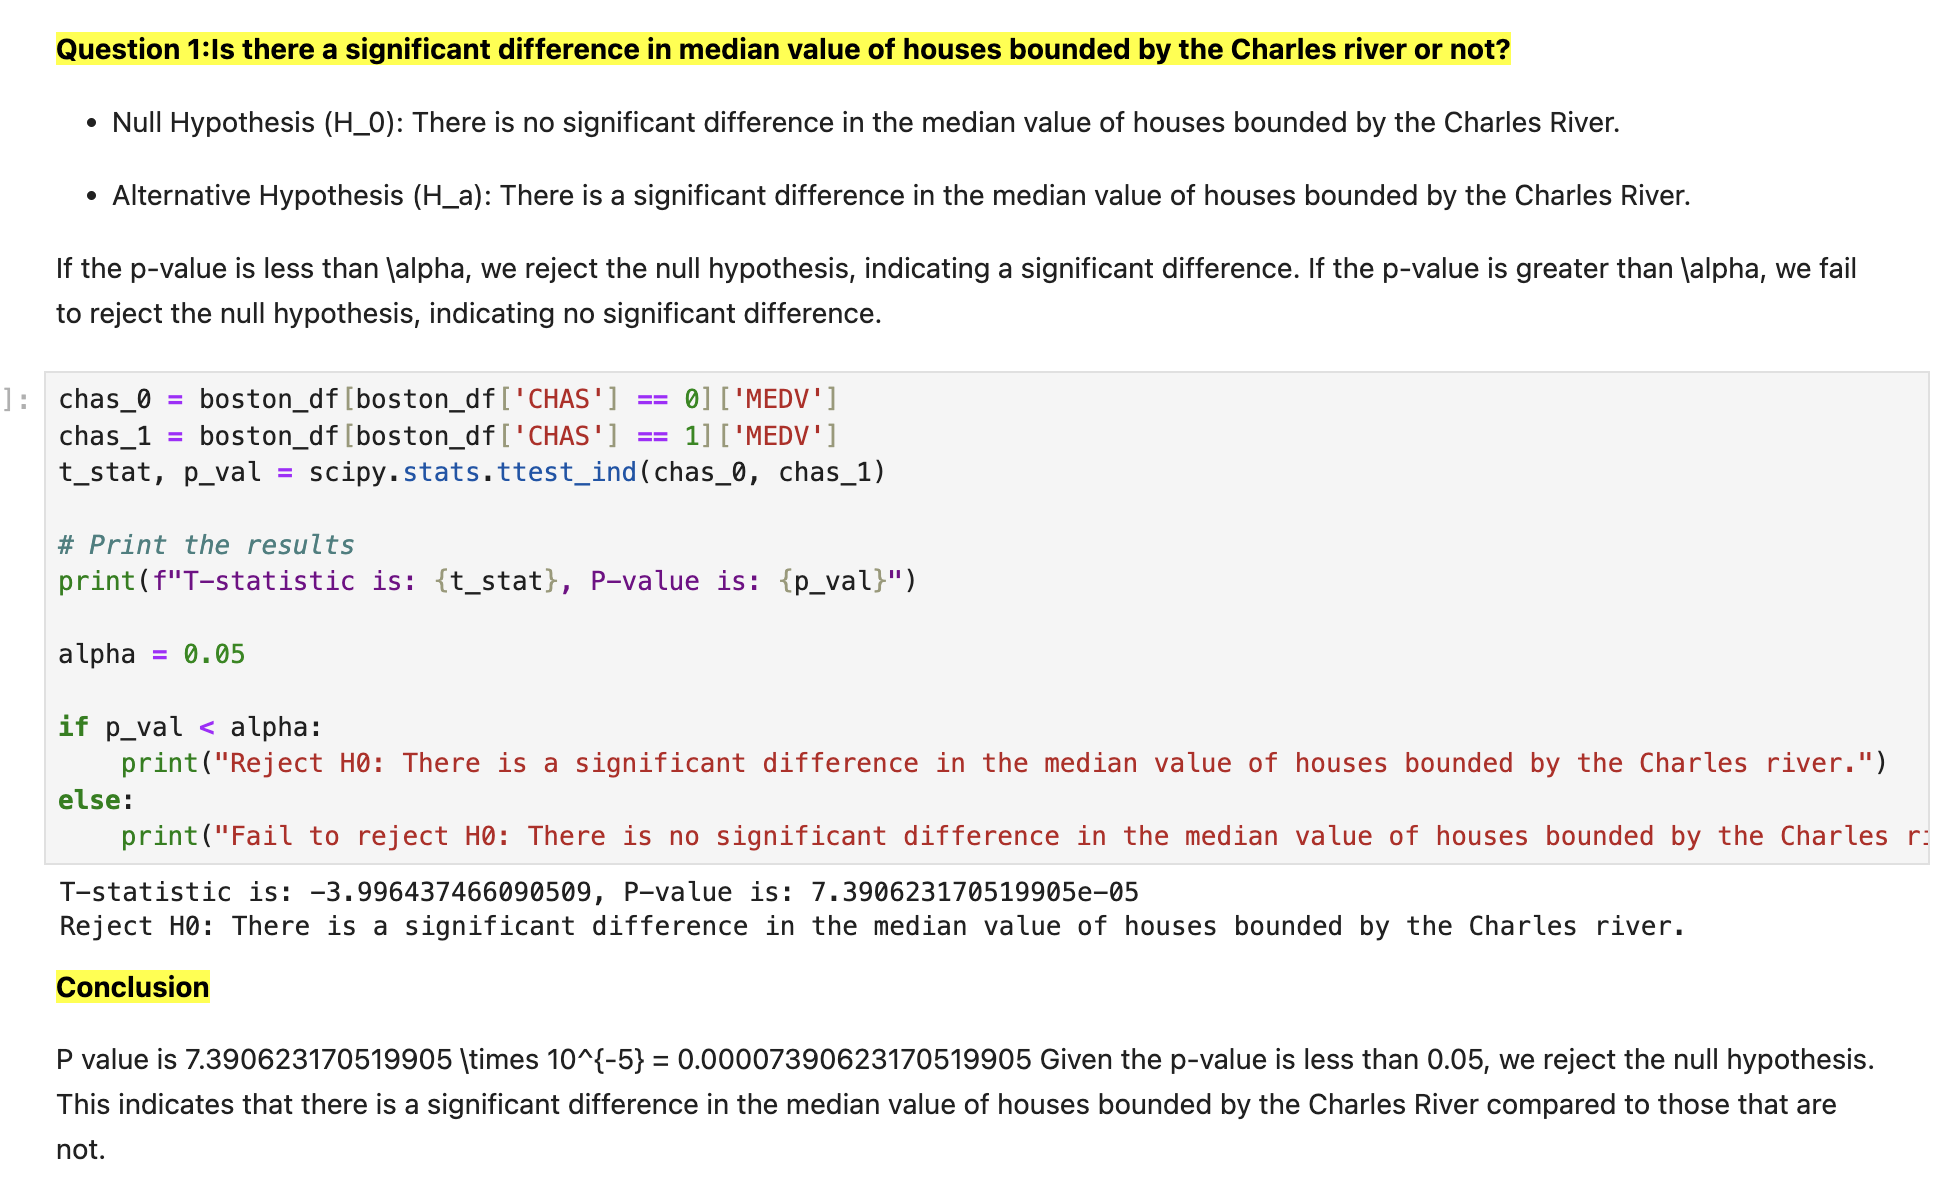 Question 1:Is there a significant difference in median value of houses bounded by the Charles river or not?
• Null Hypothesis (H_0): There is no significant difference in the median value of houses bounded by the Charles River.
• Alternative Hypothesis (H_a): There is a significant difference in the median value of houses bounded by the Charles River.
If the p-value is less than \alpha, we reject the null hypothesis, indicating a significant difference. If the p-value is greater than \alpha, we fail
to reject the null hypothesis, indicating no significant difference.
]:
chas_0 = boston_df[boston_df['CHAS'] == 0]['MEDV']
chas_1 = boston_df[boston_df['CHAS'] == 1]['MEDV']
t_stat, p_val = scipy.stats.ttest_ind(chas_0, chas_1)
# Print the results
print(f"T-statistic is: {t_stat}, P-value is: {p_val}")
alpha = 0.05
if p_val < alpha:
    print("Reject H0: There is a significant difference in the median value of houses bounded by the Charles river.")
else:
    print("Fail to reject H0: There is no significant difference in the median value of houses bounded by the Charles
T-statistic is: -3.996437466090509, P-value is: 7.390623170519905e-05
Reject H0: There is a significant difference in the median value of houses bounded by the Charles river.
Conclusion
P value is 7.390623170519905 \times 10^{-5} = 0.00007390623170519905 Given the p-value is less than 0.05, we reject the null hypothesis.
This indicates that there is a significant difference in the median value of houses bounded by the Charles River compared to those that are
not.